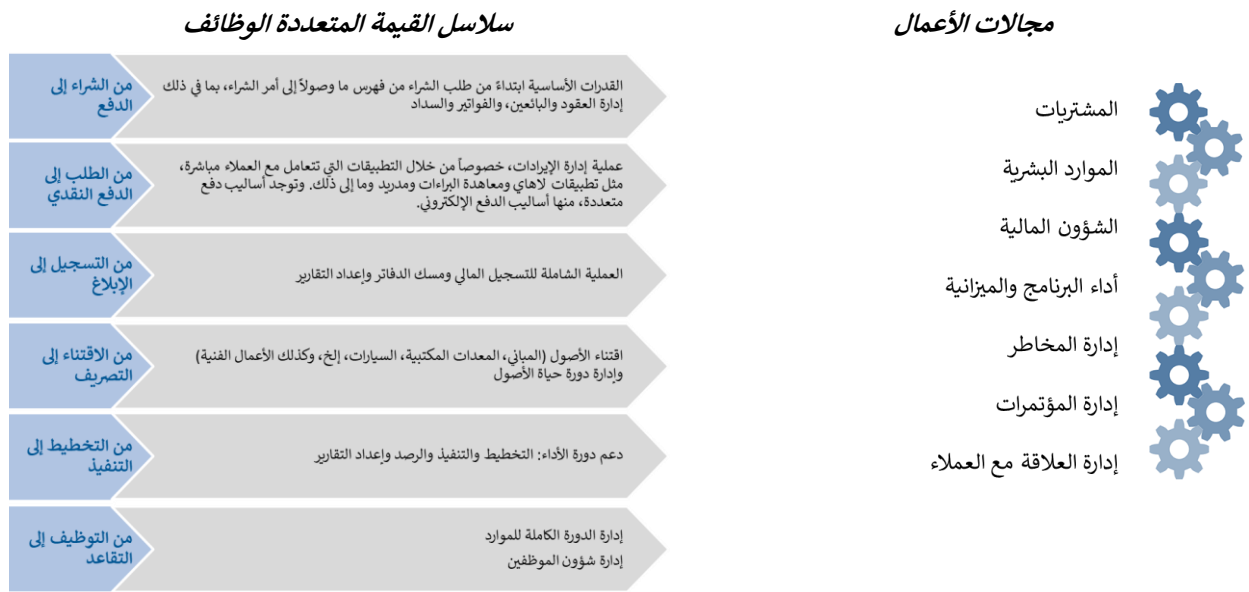 مجالات الأعمال
المشتريات
الموارد البشرية
الشؤون المالية
أداء البرنامج والميزانية
إدارة المخاطر
إدارة المؤتمرات
إدارة العلاقة مع العملاء
سلاسل القيمة المتعددة الوظائف
من الشراء إلى
الدفع
القدرات الأساسية ابتداءً من طلب الشراء من فهرس ما وصولاً إلى أمر الشراء، بما في ذلك
إدارة العقود والبائعين، والفواتير والسداد
من الطلب إلى
الدفع النقدي
عملية إدارة الإيرادات، خصوصاً من خلال التطبيقات التي تتعامل مع العملاء مباشرة،
مثل تطبيقات لاهاي ومعاهدة البراءات ومدريد وما إلى ذلك. وتوجد أساليب دفع
متعددة، منها أساليب الدفع الإلكتروني.
من التسجيل إلى
الإبلاغ
العملية الشاملة للتسجيل المالي ومسك الدفاتر وإعداد التقارير
من الاقتناء إلى
التصريف
اقتناء الأصول (المباني، المعدات المكتبية، السيارات، إلخ، وكذلك الأعمال الفنية)
وإدارة دورة حياة الأصول
من التخطيط إلى
التنفيذ
دعم دورة الأداء: التخطيط والتنفيذ والرصد وإعداد التقارير
من التوظيف إلى
التقاعد
إدارة الدورة الكاملة للموارد
إدارة شؤون الموظفين